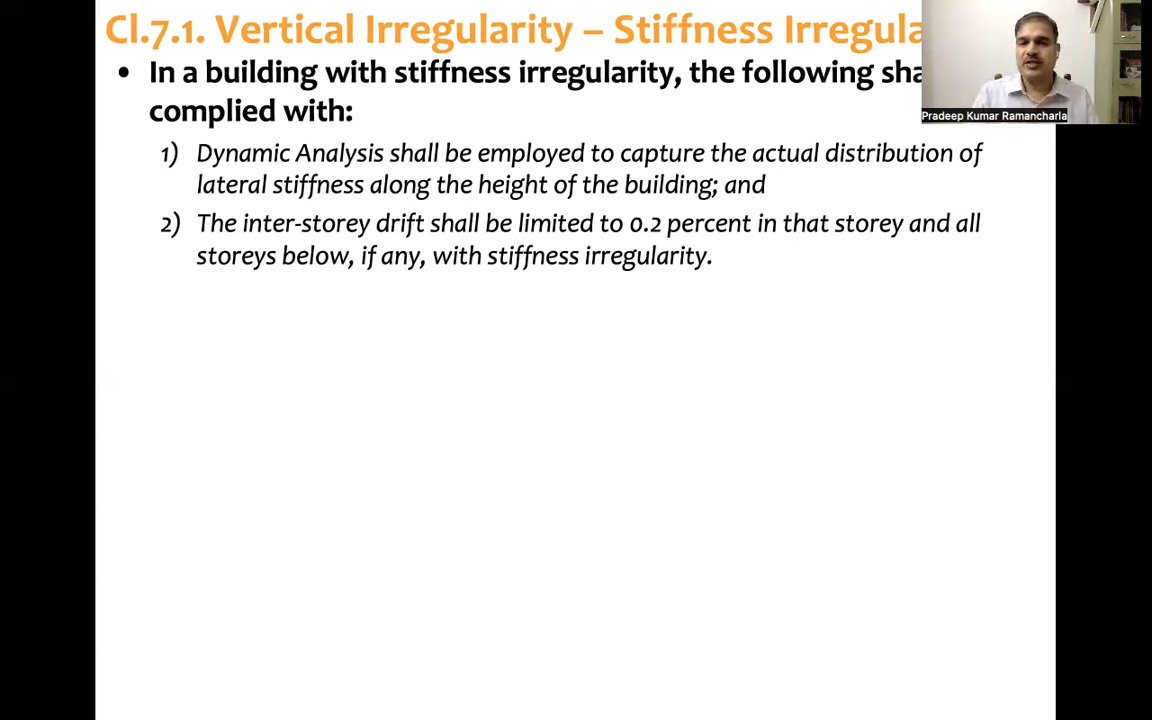 Cl.7.1. Vertical Irregularity – Stiffness Irregula
• In a building with stiffness irregularity, the following sha
complied with:
1) Dynamic Analysis shall be employed to capture the actual distribution of
lateral stiffness along the height of the building; and
2) The inter-storey drift shall be limited to 0.2 percent in that storey and all
storeys below, if any, with stiffness irregularity.
Pradeep Kumar Ramancharla